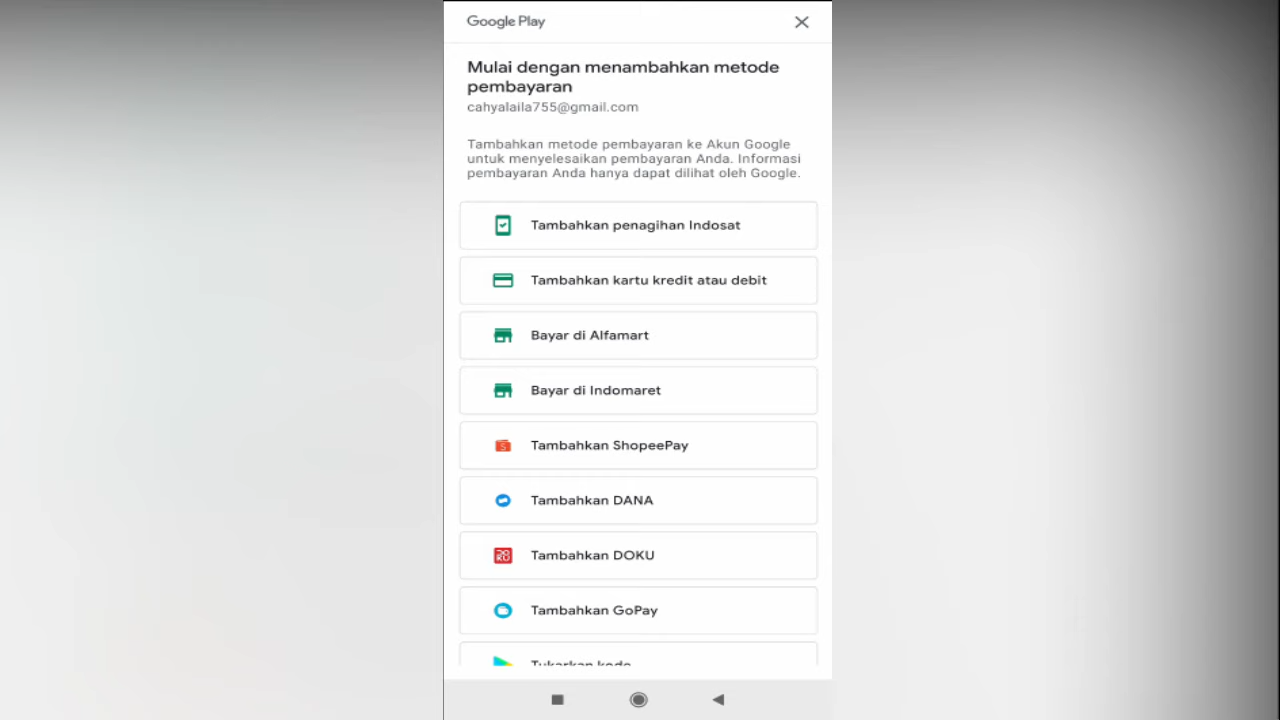 Google Play
Mulai dengan menambahkan metode
pembayaran
cahyalaila755@gmail.com
Tambahkan metode pembayaran ke Akun Google
untuk menyelesaikan pembayaran Anda. Informasi
pembayaran Anda hanya dapat dilihat oleh Google.
Tambahkan penagihan Indosat
Tambahkan kartu kredit atau debit
Bayar di Alfamart
Bayar di Indomaret
Tambahkan ShopeePay
Tambahkan DANA
Tambahkan DOKU
Tambahkan GoPay
Tukarkan kode